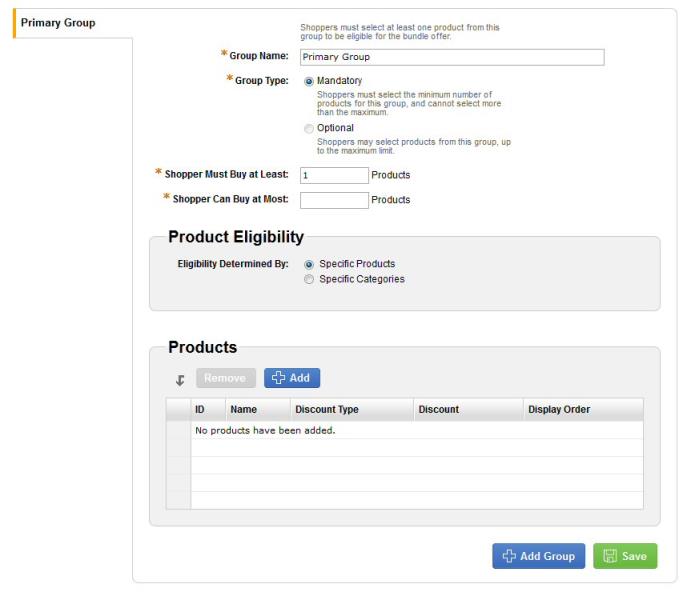 Primary Group
Shoppers must select at least one product from this
group to be eligible for the bundle offer.
* Group Name: Primary Group
* Group Type: Mandatory
Shoppers must select the minimum number of
products for this group, and cannot select more
than the maximum.
Optional
Shoppers may select products from this group, up
to the maximum limit.
* Shopper Must Buy at Least: 1 Products
* Shopper Can Buy at Most: Products
Product Eligibility
Eligibility Determined By: Specific Products
Specific Categories
Products
Remove Add
ID Name Discount Type Discount Display Order
No products have been added.
Add Group Save